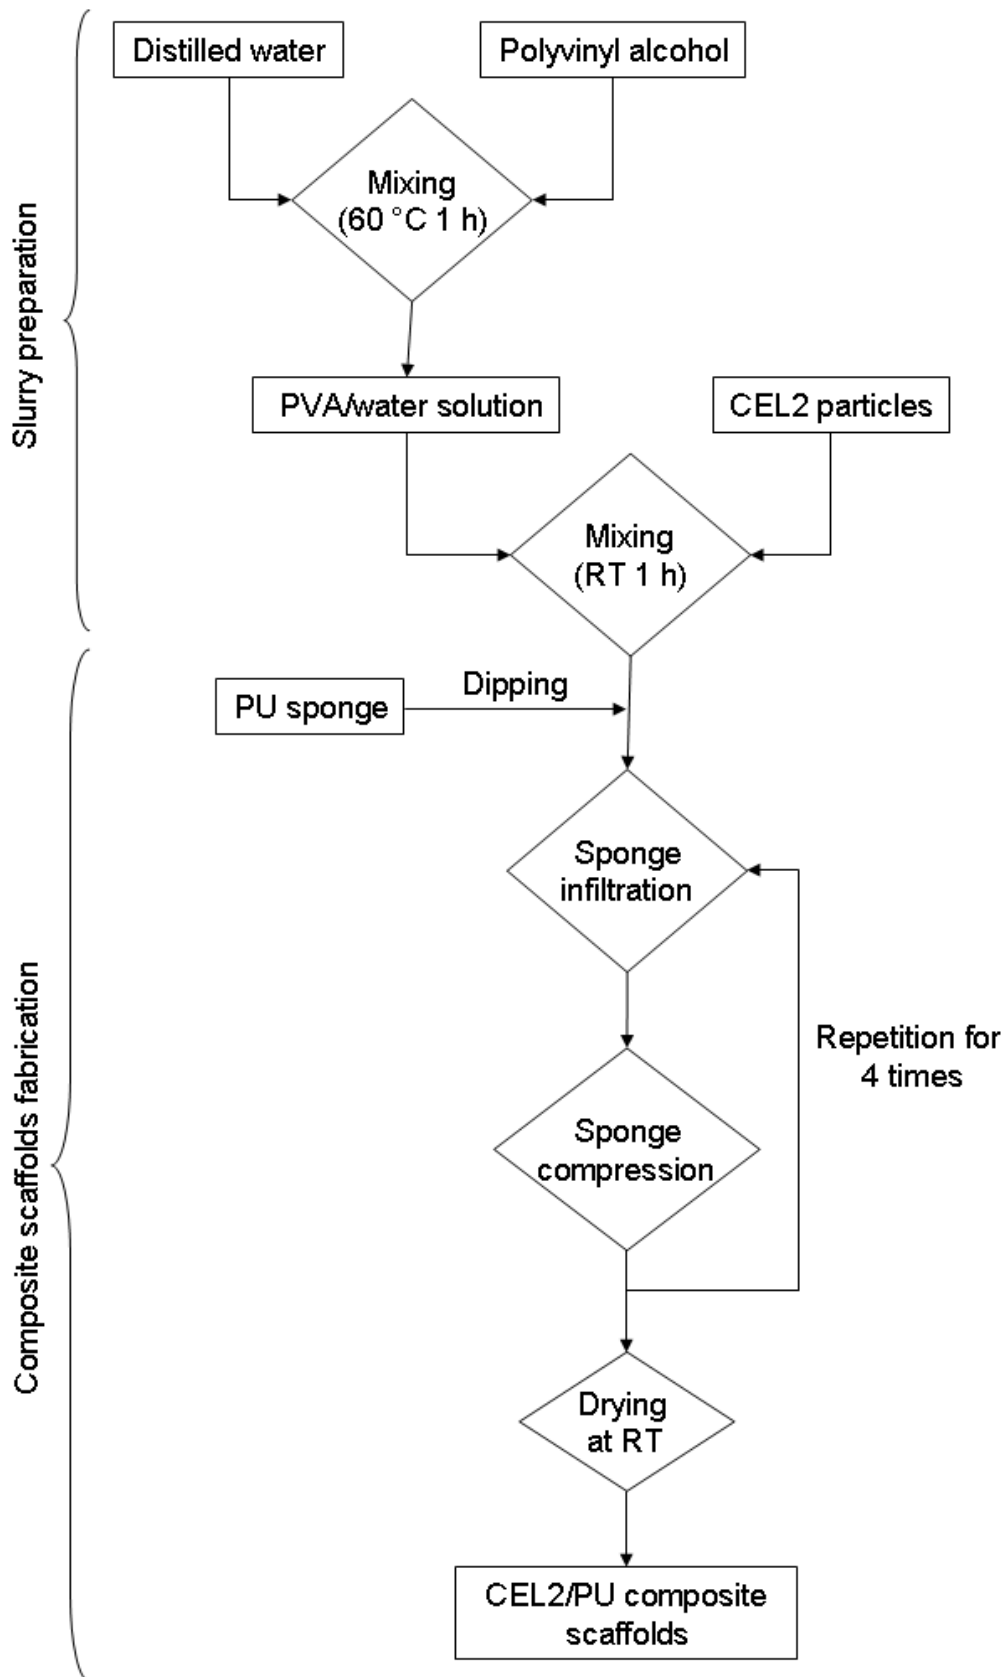 Distilled water
Polyvinyl alcohol
Mixing
(60 °C 1 h)
Slurry preparation
PVA/water solution
CEL2 particles
Mixing
(RT 1 h)
PU sponge
Dipping
Sponge
infiltration
Composite scaffolds fabrication
Repetition for
4 times
Sponge
compression
Drying
at RT
CEL2/PU composite
scaffolds